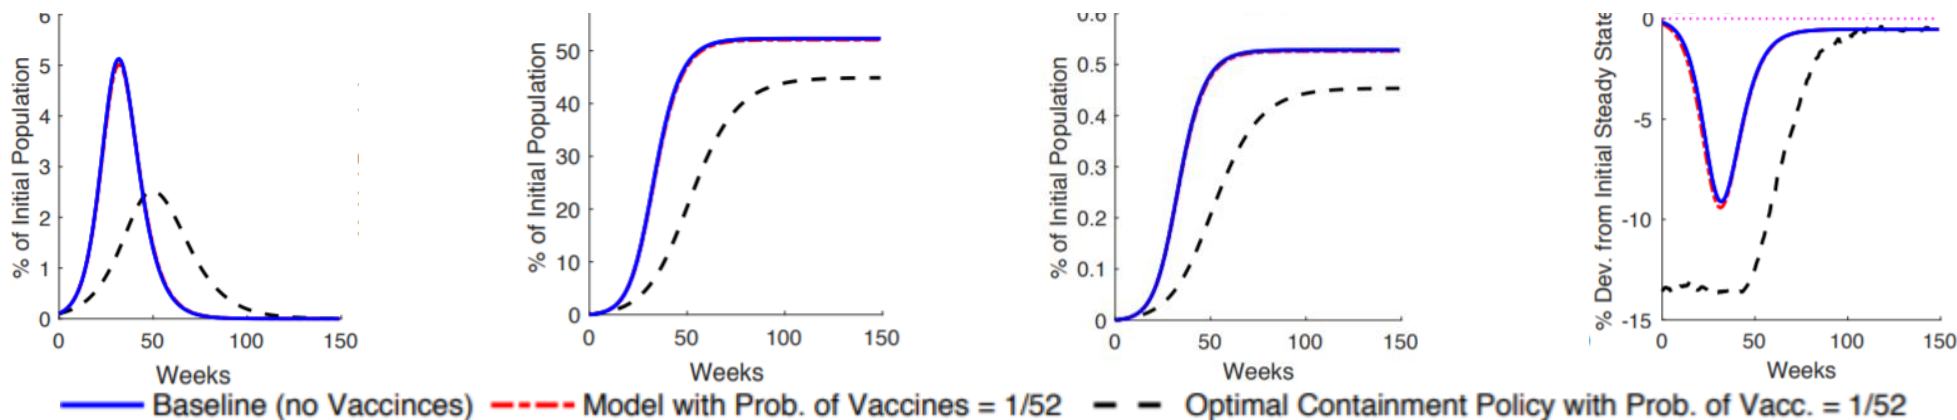 6
5
4
3
2
1
0
0 50 100 150
% of Initial Population
Weeks
50
40
30
20
10
0
0 50 100 150
% of Initial Population
Weeks
0.6
0.5
0.4
0.3
0.2
0.1
0
0 50 100 150
% of Initial Population
Weeks
0
-5
-10
-15
0 50 100 150
% Dev. from Initial Steady State
Weeks
Baseline (no Vaccinces) Model with Prob. of Vaccines = 1/52 Optimal Containment Policy with Prob. of Vacc. = 1/52